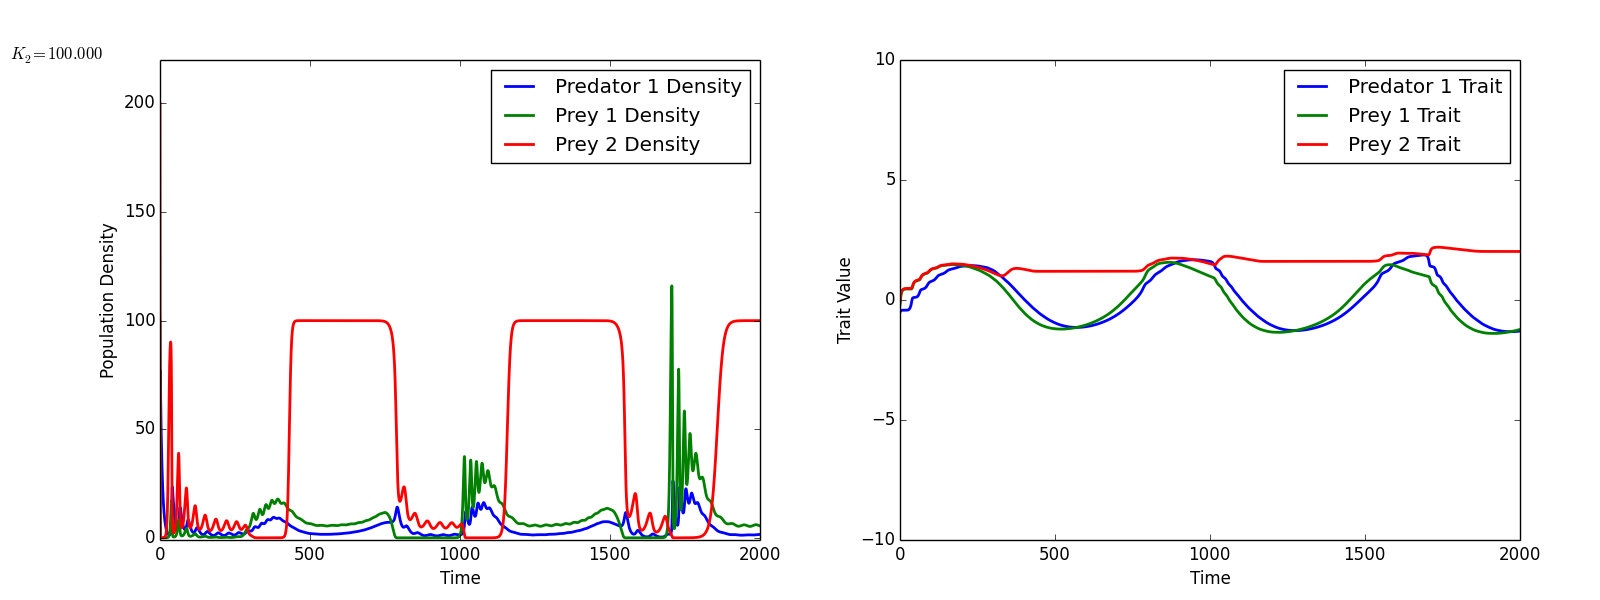 K₂=100.000
Predator 1 Density
Prey 1 Density
Prey 2 Density
200
150
100
50
0
Population Density
0 500 1000 1500 2000
Time
Predator 1 Trait
Prey 1 Trait
Prey 2 Trait
10
5
0
−5
−10
Trait Value
0 500 1000 1500 2000
Time